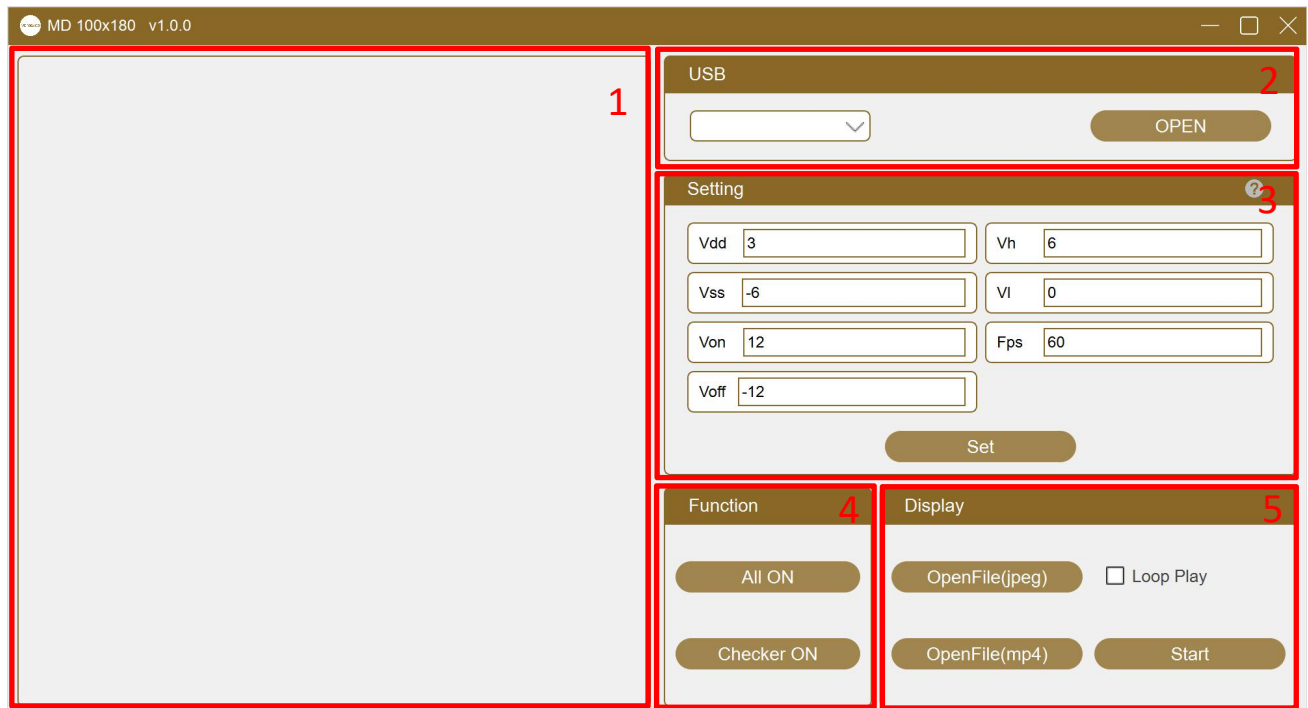 MD 100x180 v1.0.0
1
USB
2
OPEN
Setting
?
3
Vdd 3
Vh 6
Vss -6
Vl 0
Von 12
Fps 60
Voff -12
Set
Function
4
All ON
Checker ON
Display
5
OpenFile(jpeg)
Loop Play
OpenFile(mp4)
Start